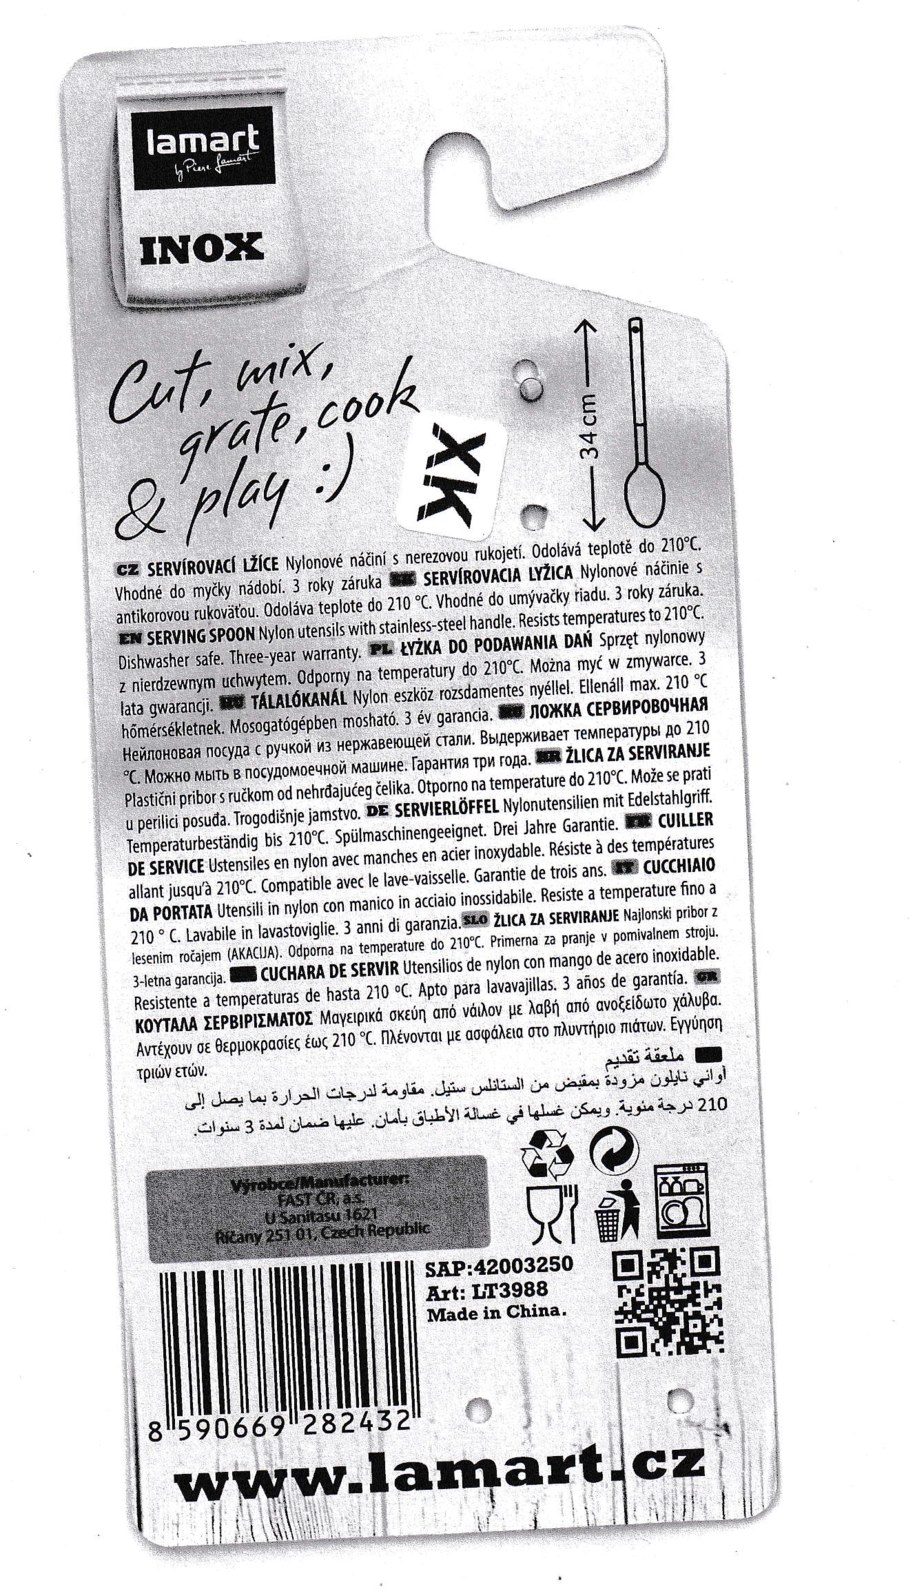 lamart
by Piere Lamart
INOX
Cut, mix,
grate, cook
& play :)
XK
34 cm
CZ SERVÍROVACÍ LŽÍCE Nylonové náčiní s nerezovou rukojetí. Odolává teplotě do 210°C.
Vhodné do myčky nádobí. 3 roky záruka SK SERVÍROVACIA LYŽICA Nylonové náčinie s
antikorovou rukoväťou. Odoláva teplote do 210 °C. Vhodné do umývačky riadu. 3 roky záruka.
EN SERVING SPOON Nylon utensils with stainless-steel handle. Resists temperatures to 210°C.
Dishwasher safe. Three-year warranty. PL ŁYŻKA DO PODAWANIA DAŃ Sprzęt nylonowy
z nierdzewnym uchwytem. Odporny na temperatury do 210°C. Można myć w zmywarce. 3
lata gwarancji. HU TÁLALÓKANÁL Nylon eszköz rozsdamentes nyéllel. Ellenáll max. 210 °C
hőmérsékletnek. Mosogatógépben mosható. 3 év garancia. RU ЛОЖКА СЕРВИРОВОЧНАЯ
Нейлоновая посуда с ручкой из нержавеющей стали. Выдерживает температуры до 210
°C. Можно мыть в посудомоечной машине. Гарантия три года. HR ŽLICA ZA SERVIRANJE
Plastični pribor s ručkom od nehrđajućeg čelika. Otporno na temperature do 210°C. Može se prati
u perilici posuđa. Trogodišnje jamstvo. DE SERVIERLÖFFEL Nylonutensilien mit Edelstahlgriff.
Temperaturbeständig bis 210°C. Spülmaschinengeeignet. Drei Jahre Garantie. FR CUILLER
DE SERVICE Ustensiles en nylon avec manches en acier inoxydable. Résiste à des températures
allant jusqu'à 210°C. Compatible avec le lave-vaisselle. Garantie de trois ans. IT CUCCHIAIO
DA PORTATA Utensili in nylon con manico in acciaio inossidabile. Resiste a temperature fino a
210 ° C. Lavabile in lavastoviglie. 3 anni di garanzia. SLO ŽLICA ZA SERVIRANJE Najlonski pribor z
lesenim ročajem (AKACIJA). Odporna na temperature do 210°C. Primerna za pranje v pomivalnem stroju.
3-letna garancija. CUCHARA DE SERVIR Utensilios de nylon con mango de acero inoxidable.
Resistente a temperaturas de hasta 210 °C. Apto para lavavajillas. 3 años de garantía. GR
ΚΟΥΤΑΛΑ ΣΕΡΒΙΡΙΣΜΑΤΟΣ Μαγειρικά σκεύη από νάιλον με λαβή από ανοξείδωτο χάλυβα.
Αντέχουν σε θερμοκρασίες έως 210 °C. Πλένονται με ασφάλεια στο πλυντήριο πιάτων. Εγγύηση
τριών ετών.
ملعقة تقديم
أواني نايلون مزودة بمقبض من الستانلس ستيل. مقاومة لدرجات الحرارة بما يصل إلى
210 درجة مئوية. ويمكن غسلها في غسالة الأطباق بأمان. عليها ضمان لمدة 3 سنوات.
Výrobce/Manufacturer:
FAST ČR, a.s.
U Sanitasu 1621
Říčany 251 01, Czech Republic
SAP:42003250
Art: LT3988
Made in China.
8 590669 282432
www.lamart.cz